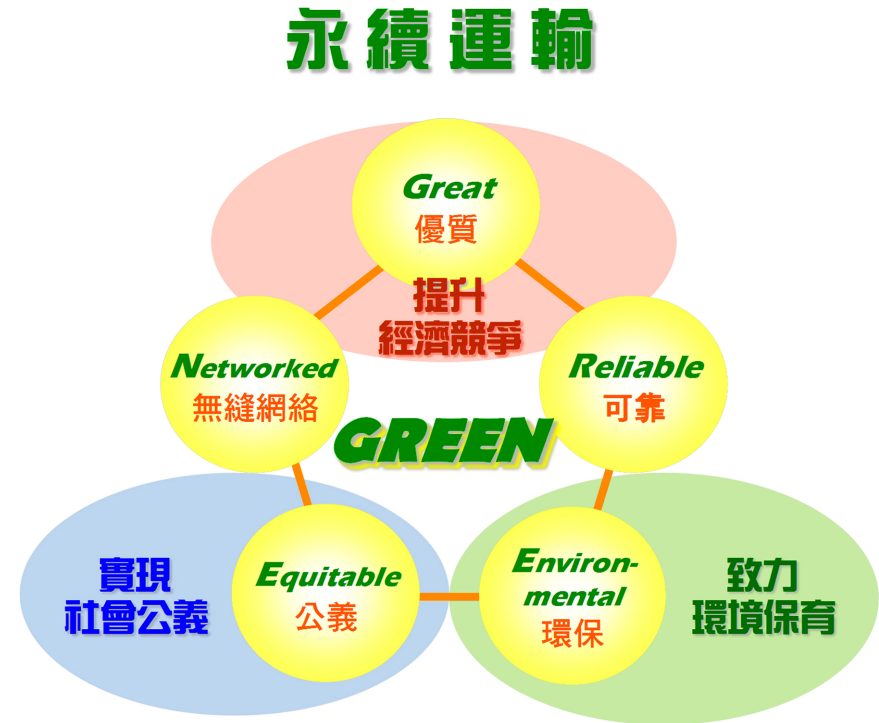 永續運輸
Great
優質
提升
經濟競爭
Networked
無縫網絡
Reliable
可靠
GREEN
實現
社會公義
Equitable
公義
Environ-
mental
環保
致力
環境保育